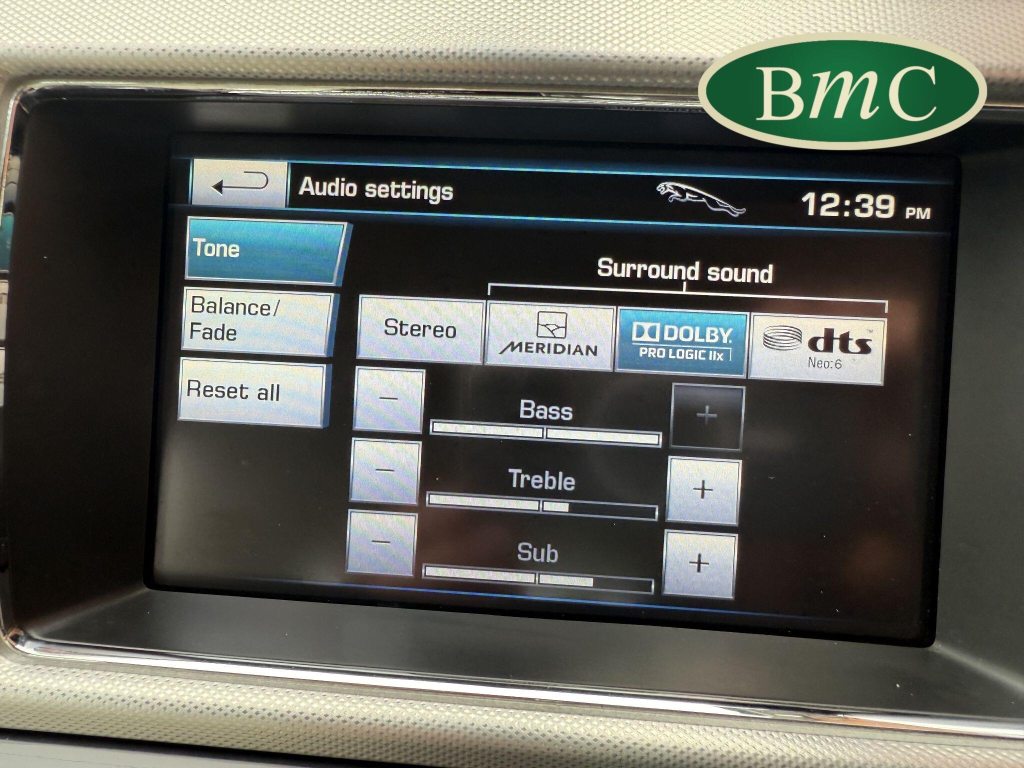 BmC
Audio settings
12:39 PM
Tone
Surround sound
Balance/
Fade
Stereo
MERIDIAN
DOLBY
PRO LOGIC IIx
dts™
Neo:6
Reset all
− Bass +
− Treble +
− Sub +